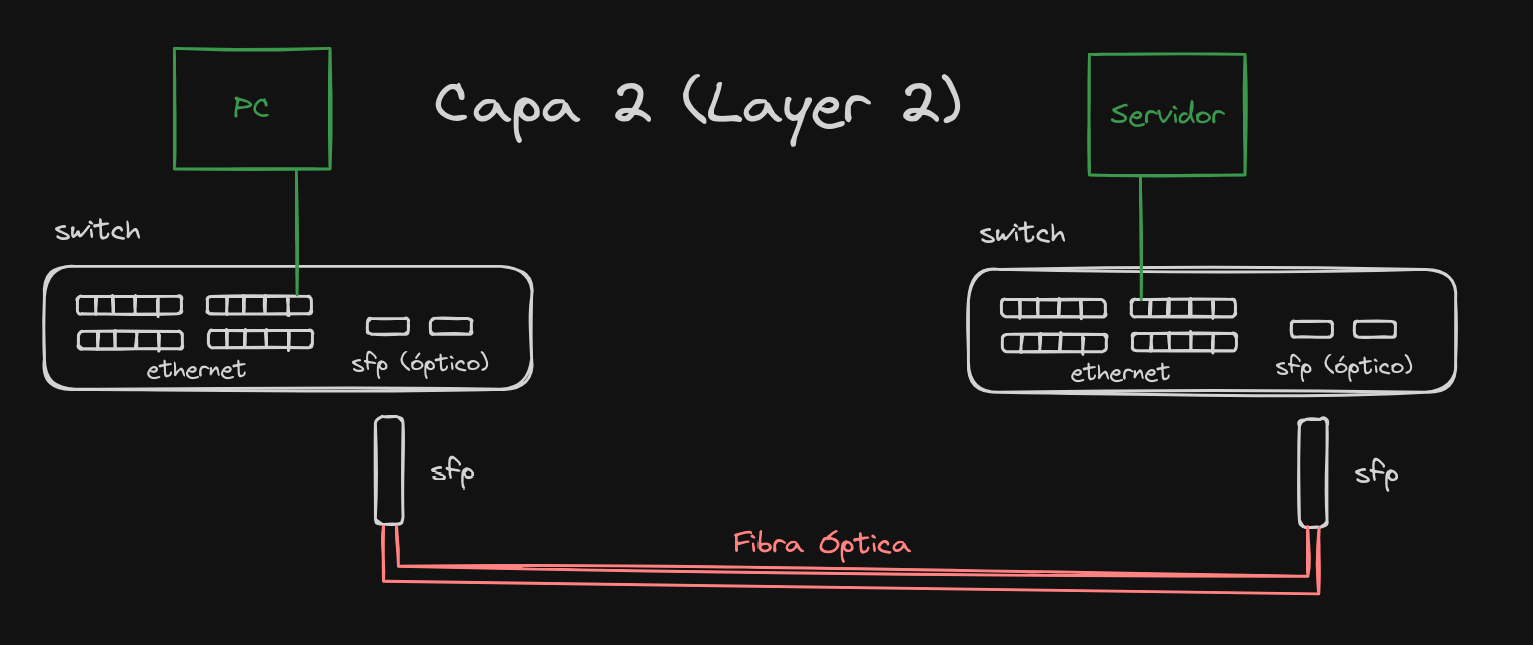 PC
Capa 2 (Layer 2)
Servidor
switch
switch
ethernet
sfp (óptico)
ethernet
sfp (óptico)
sfp
sfp
Fibra Óptica